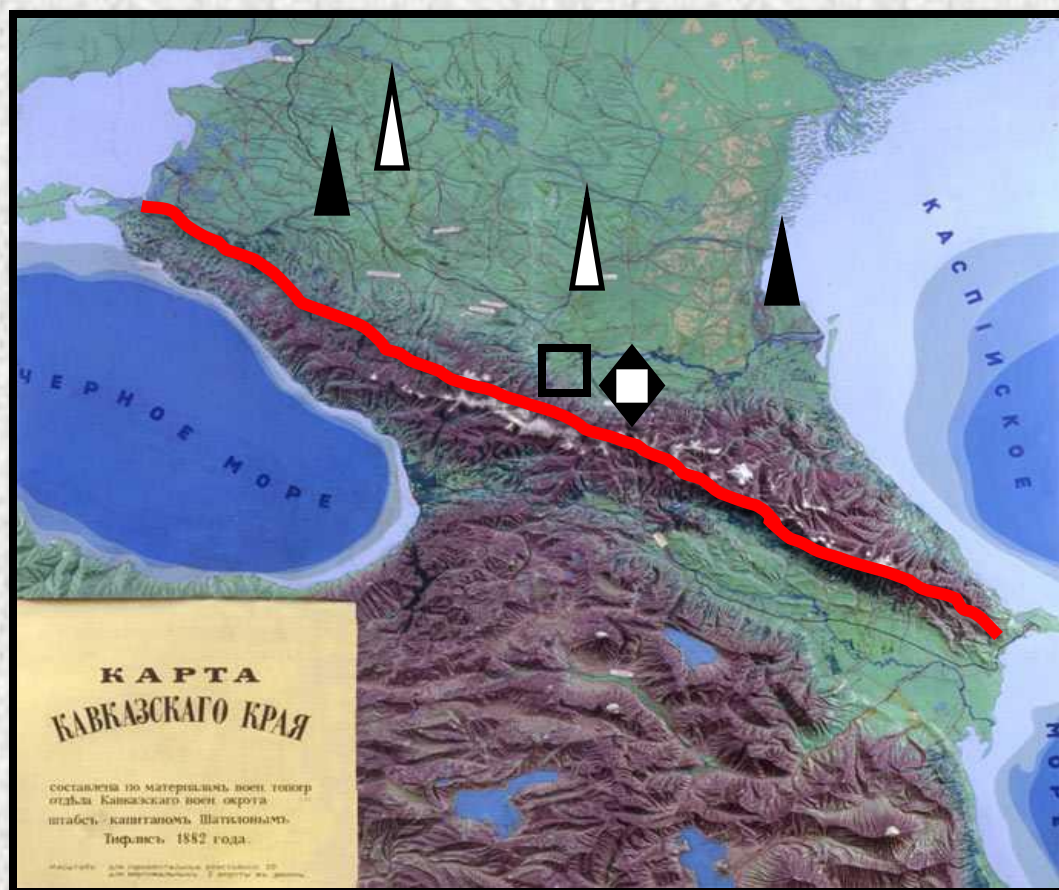 КАСПІЙСКОЕ
ЧЕРНОЕ МОРЕ
МОРЕ
КАРТА
КАВКАЗСКАГО КРАЯ
составлена по матеріаламъ воен. топогр
отдѣла Кавказскаго воен. округа
штабсъ-капитаномъ Шатиловымъ
Тифлисъ 1882 года.